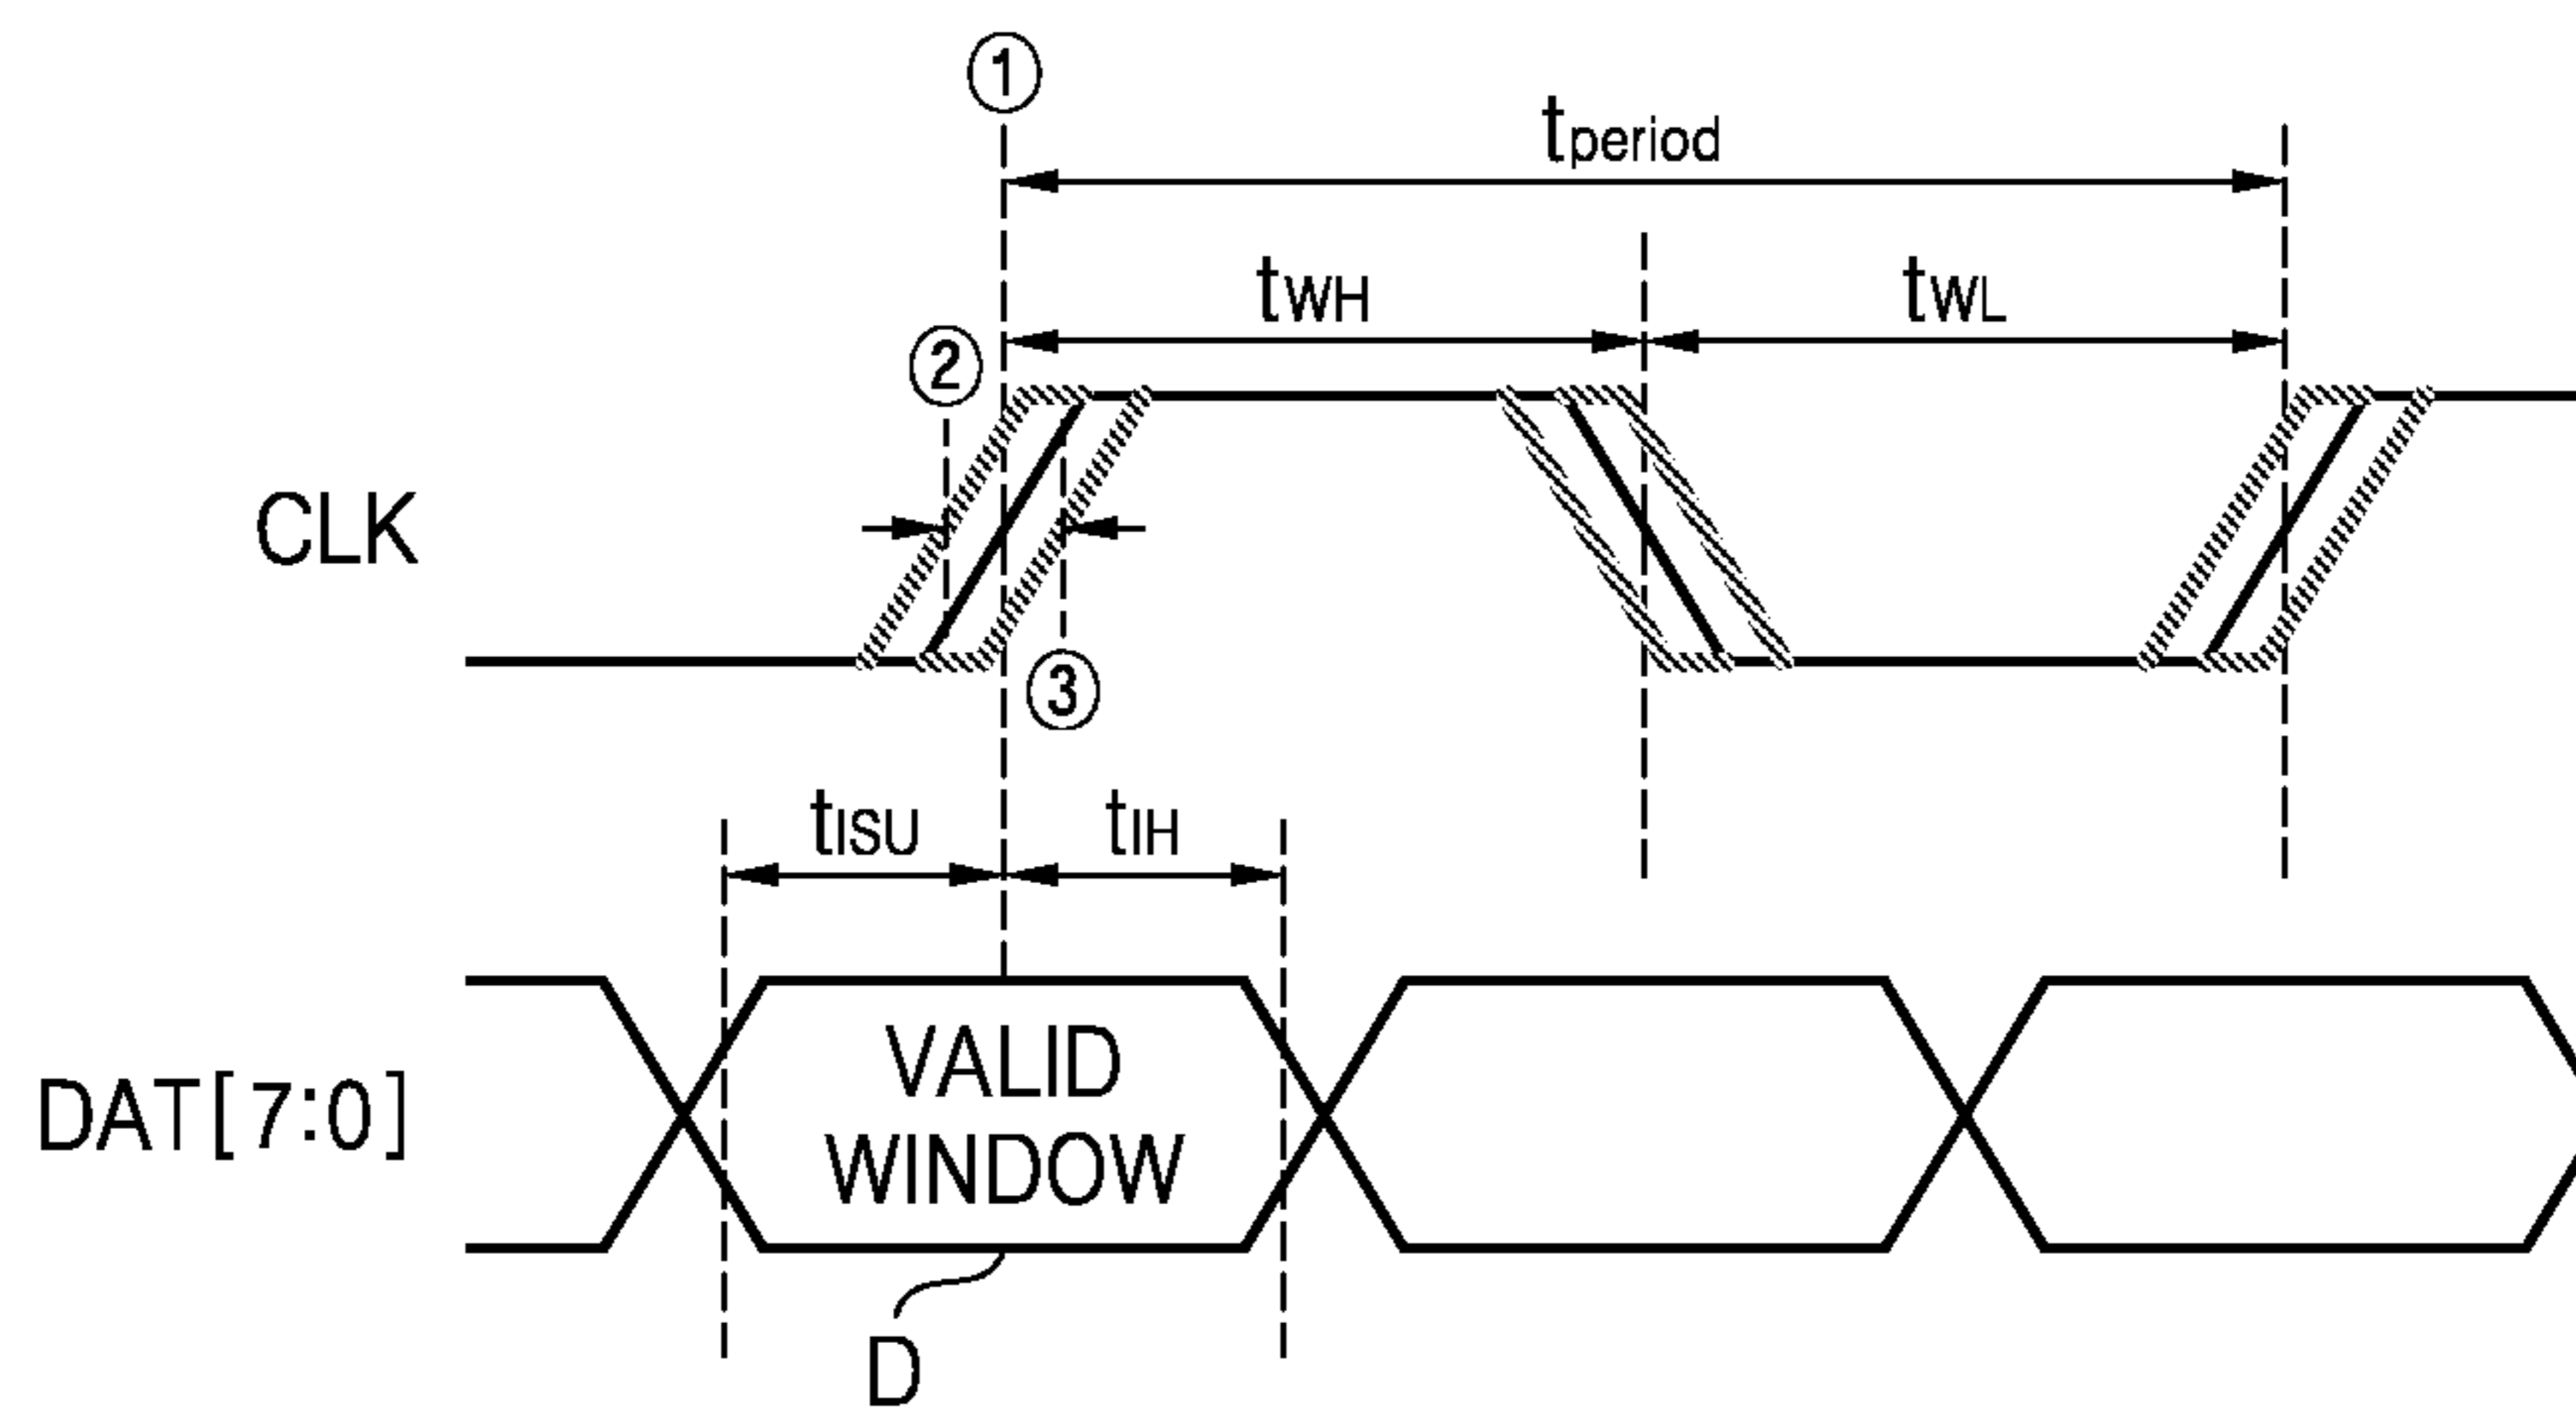 ①
tperiod
tWH
tWL
②
CLK
③
tISU
tIH
VALID
WINDOW
DAT[7:0]
D